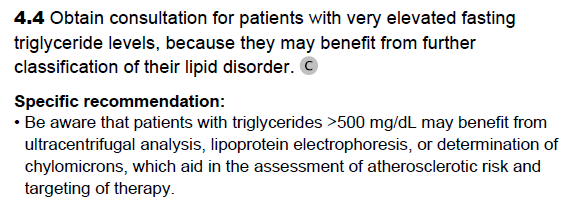 4.4 Obtain consultation for patients with very elevated fasting
triglyceride levels, because they may benefit from further
classification of their lipid disorder. C
Specific recommendation:
• Be aware that patients with triglycerides >500 mg/dL may benefit from
ultracentrifugal analysis, lipoprotein electrophoresis, or determination of
chylomicrons, which aid in the assessment of atherosclerotic risk and
targeting of therapy.